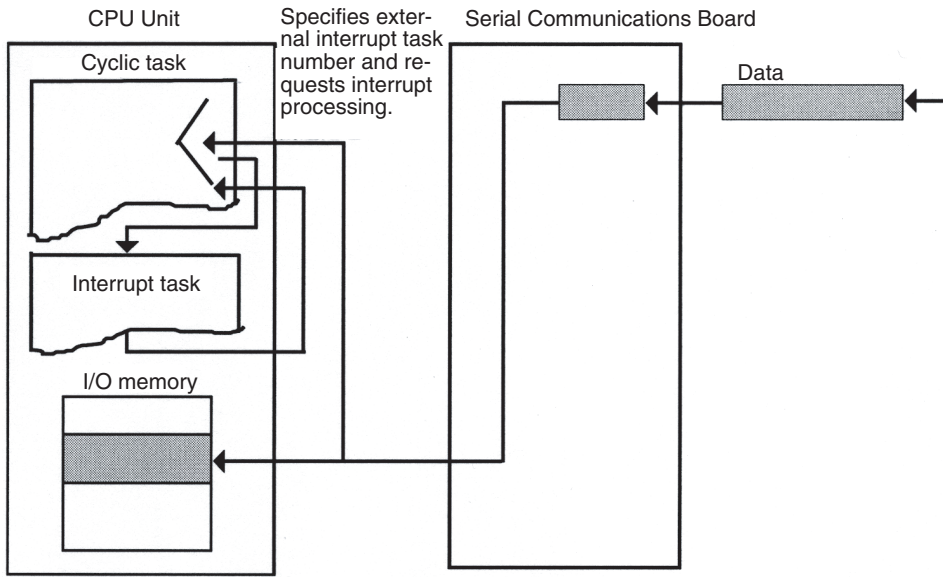 CPU Unit
Specifies exter-
nal interrupt task
number and re-
quests interrupt
processing.
Serial Communications Board
Cyclic task
Data
Interrupt task
I/O memory